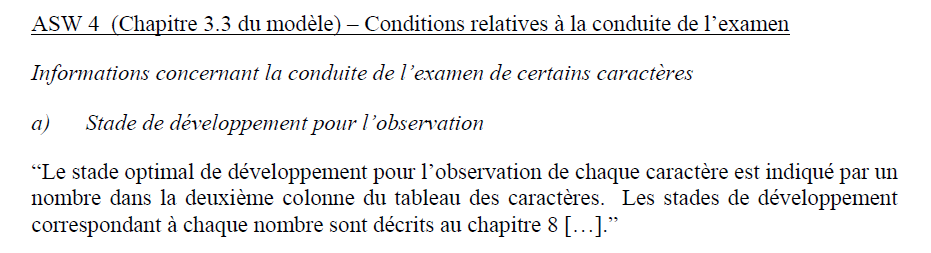 ASW 4  (Chapitre 3.3 du modèle) – Conditions relatives à la conduite de l’examen
Informations concernant la conduite de l’examen de certains caractères
a) Stade de développement pour l’observation
“Le stade optimal de développement pour l’observation de chaque caractère est indiqué par un
nombre dans la deuxième colonne du tableau des caractères.  Les stades de développement
correspondant à chaque nombre sont décrits au chapitre 8 […].”